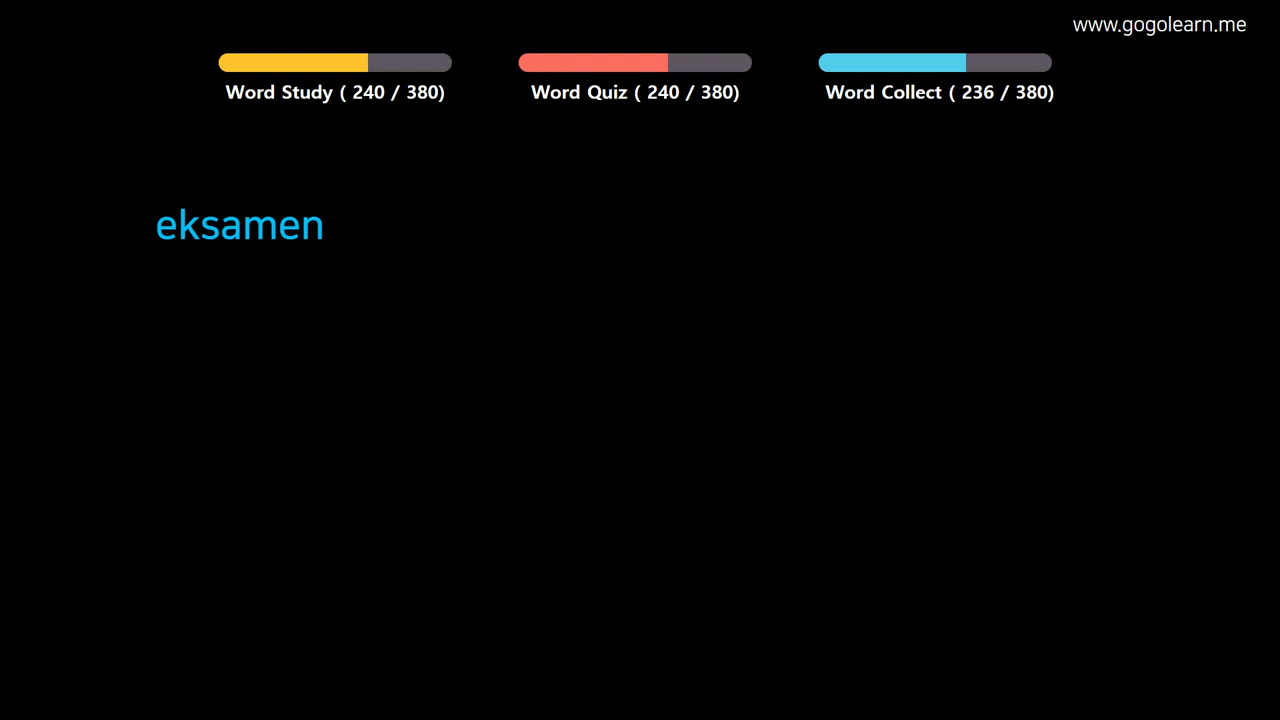 www.gogolearn.me
Word Study ( 240 / 380)
Word Quiz ( 240 / 380)
Word Collect ( 236 / 380)
eksamen